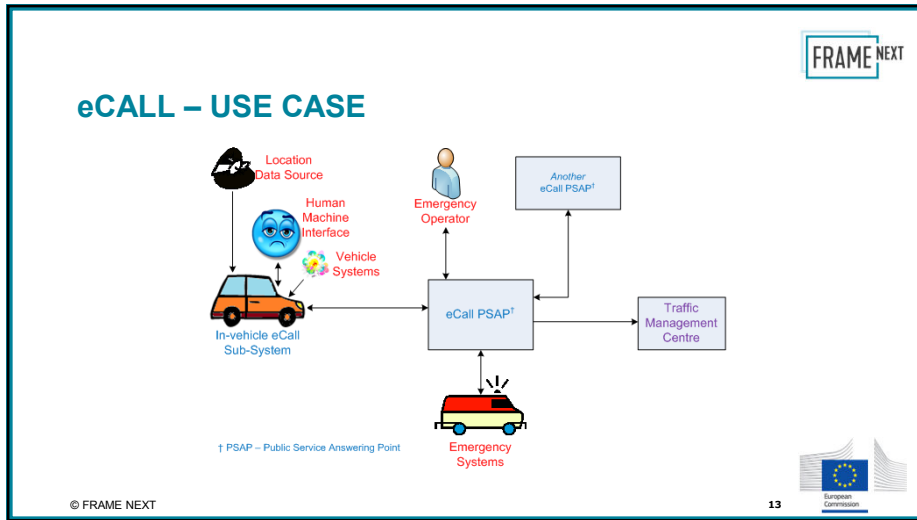 FRAME NEXT
eCALL – USE CASE
Location
Data Source
Human
Machine
Interface
Vehicle
Systems
In-vehicle eCall
Sub-System
Emergency
Operator
Another
eCall PSAP†
eCall PSAP†
Traffic
Management
Centre
Emergency
Systems
† PSAP – Public Service Answering Point
© FRAME NEXT
13
European
Commission